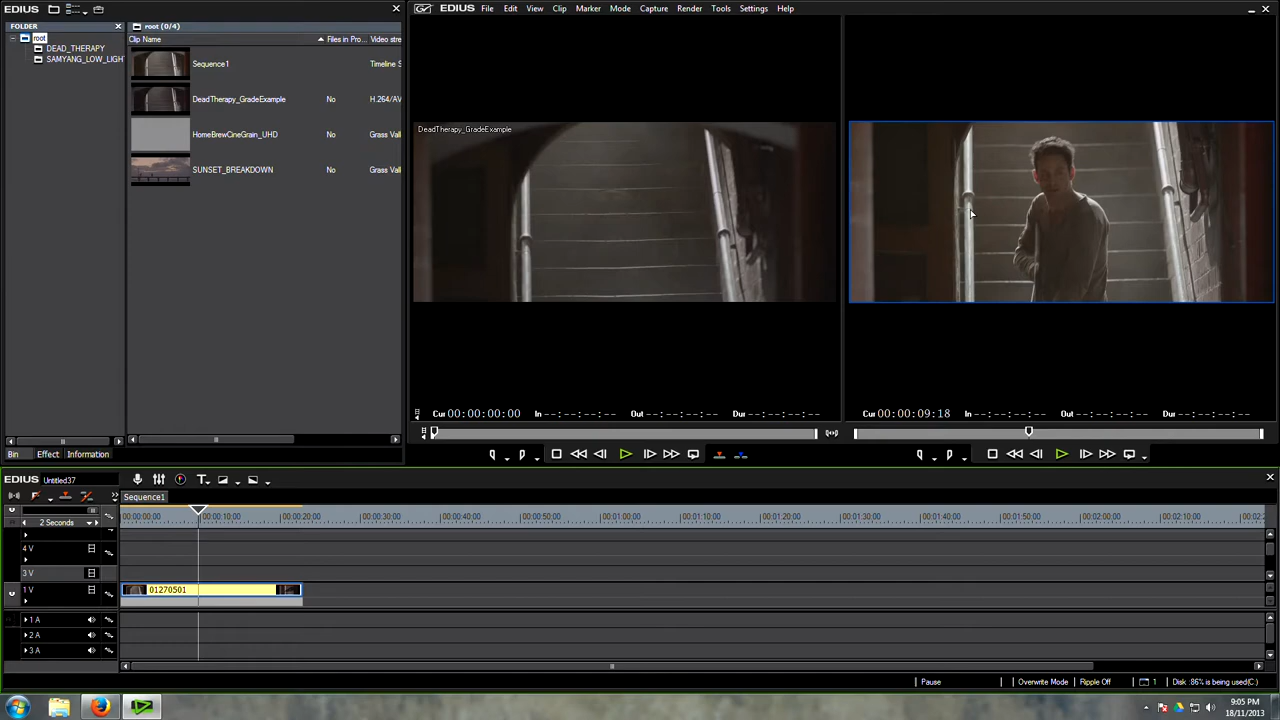 EDIUS
FOLDER
root
DEAD_THERAPY
SAMYANG_LOW_LIGH
root (0/4)
Clip Name
Files in Pro...
Video stre
Sequence1
Timeline S
DeadTherapy_GradeExample
No
H.264/AV
HomeBrewCineGrain_UHD
No
Grass Val
SUNSET_BREAKDOWN
No
Grass Val
Bin
Effect
Information
EDIUS
File
Edit
View
Clip
Marker
Mode
Capture
Render
Tools
Settings
Help
DeadTherapy_GradeExample
Cur 00:00:00:00
In --:--:--:--
Out --:--:--:--
Dur --:--:--:--
Cur 00:00:09:18
In --:--:--:--
Out --:--:--:--
Dur --:--:--:--
EDIUS
Untitled37
Sequence1
2 Seconds
00:00:00:00
00:00:10:00
00:00:20:00
00:00:30:00
00:00:40:00
00:00:50:00
00:01:00:00
00:01:10:00
00:01:20:00
00:01:30:00
00:01:40:00
00:01:50:00
00:02:00:00
00:02:10:00
00:02:2
4 V
3 V
1 V
01270501
1 A
2 A
3 A
Pause
Overwrite Mode
Ripple Off
1
Disk :86% is being used(C:)
9:05 PM
18/11/2013